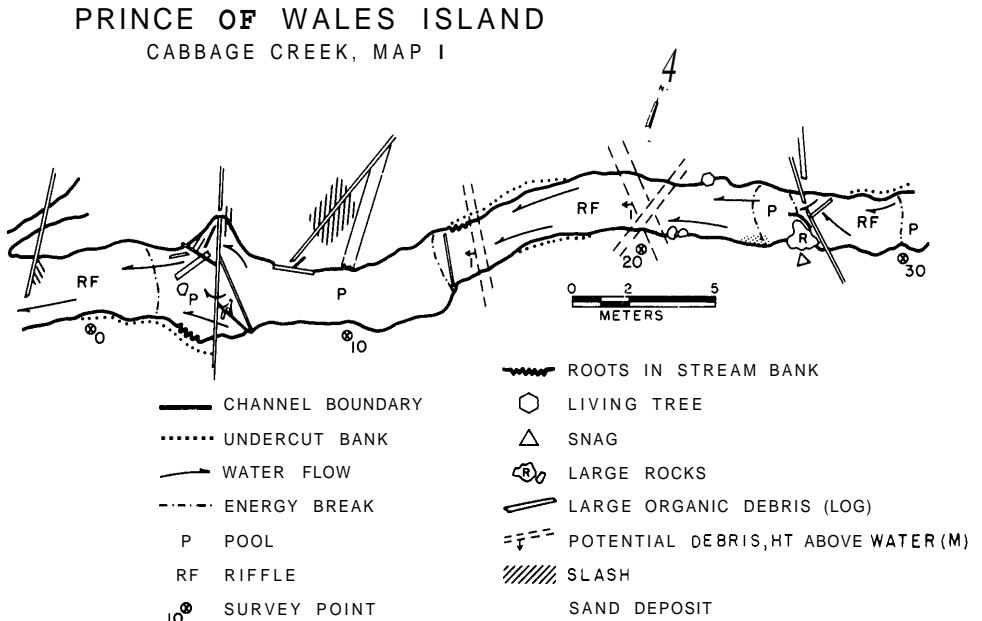 PRINCE OF WALES ISLAND
CABBAGE CREEK, MAP I
4
N
RF
P
RF
P
RF
P
P
R
0
10
20
30
0 2 5
METERS
CHANNEL BOUNDARY
UNDERCUT BANK
WATER FLOW
ENERGY BREAK
P POOL
RF RIFFLE
10 SURVEY POINT
ROOTS IN STREAM BANK
LIVING TREE
SNAG
R LARGE ROCKS
LARGE ORGANIC DEBRIS (LOG)
POTENTIAL DEBRIS, HT ABOVE WATER (M)
SLASH
SAND DEPOSIT